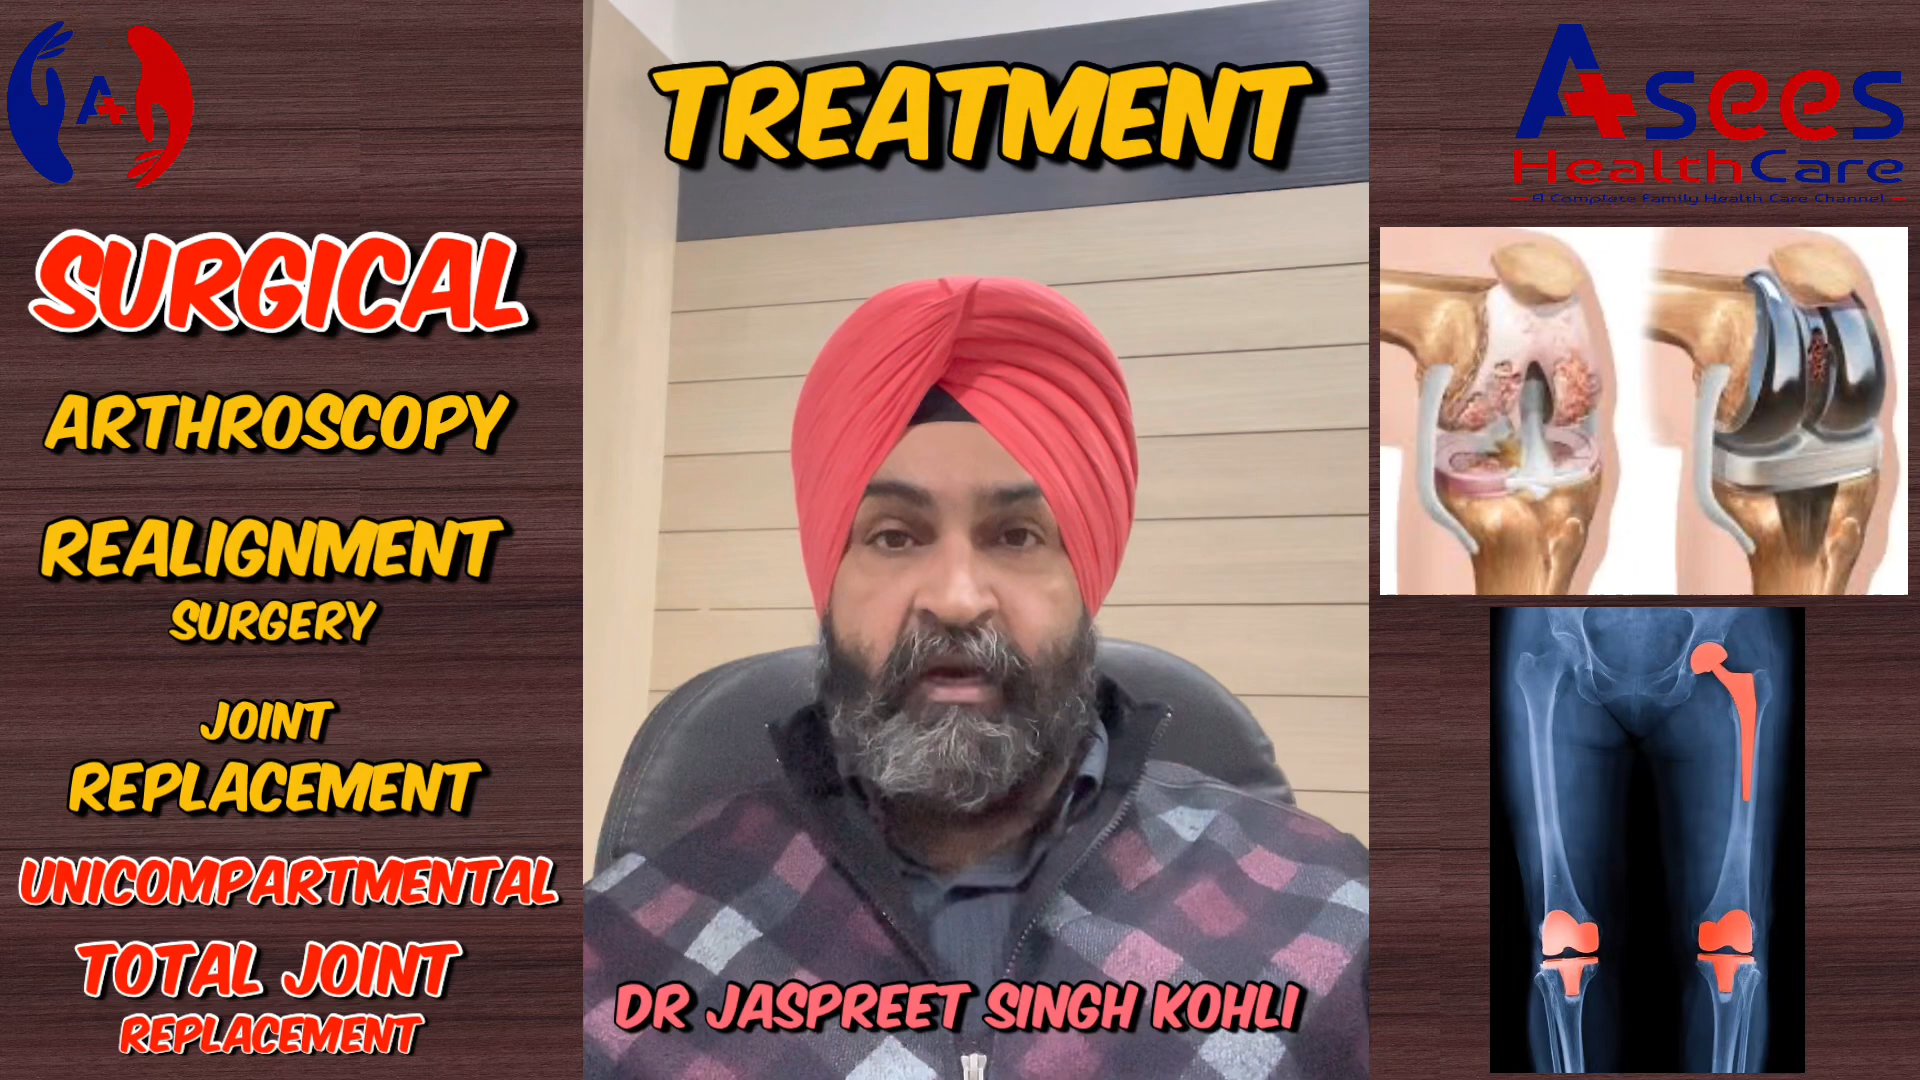 A
TREATMENT
Asees
HealthCare
A Complete Family Health Care Channel
SURGICAL
ARTHROSCOPY
REALIGNMENT
SURGERY
JOINT
REPLACEMENT
UNICOMPARTMENTAL
TOTAL JOINT
REPLACEMENT
DR JASPREET SINGH KOHLI